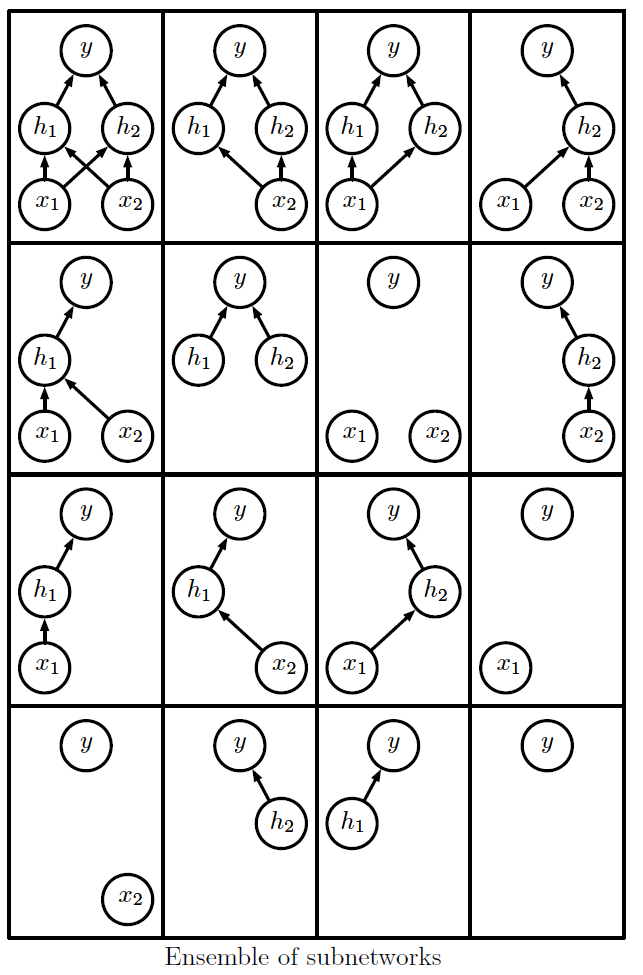 y y y y
h₁ h₂ h₁ h₂ h₁ h₂ h₂
x₁ x₂ x₂ x₁ x₁ x₂
y y y y
h₁ h₁ h₂ h₂
x₁ x₂ x₁ x₂ x₂
y y y y
h₁ h₁ h₂
x₁ x₂ x₁ x₁
y y y y
h₂ h₁
x₂
Ensemble of subnetworks